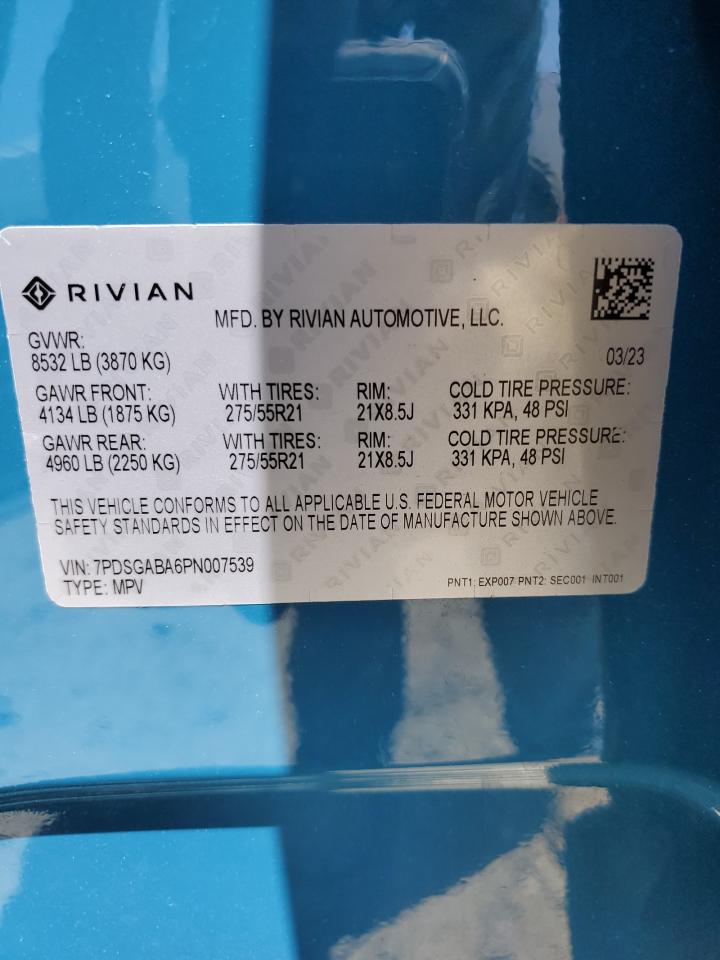 RIVIAN
MFD. BY RIVIAN AUTOMOTIVE, LLC.
GVWR:
8532 LB (3870 KG)
03/23
GAWR FRONT: WITH TIRES: RIM: COLD TIRE PRESSURE:
4134 LB (1875 KG) 275/55R21 21X8.5J 331 KPA, 48 PSI
GAWR REAR: WITH TIRES: RIM: COLD TIRE PRESSURE:
4960 LB (2250 KG) 275/55R21 21X8.5J 331 KPA, 48 PSI
THIS VEHICLE CONFORMS TO ALL APPLICABLE U.S. FEDERAL MOTOR VEHICLE
SAFETY STANDARDS IN EFFECT ON THE DATE OF MANUFACTURE SHOWN ABOVE.
VIN: 7PDSGABA6PN007539
TYPE: MPV
PNT1: EXP007 PNT2: SEC001 INT001